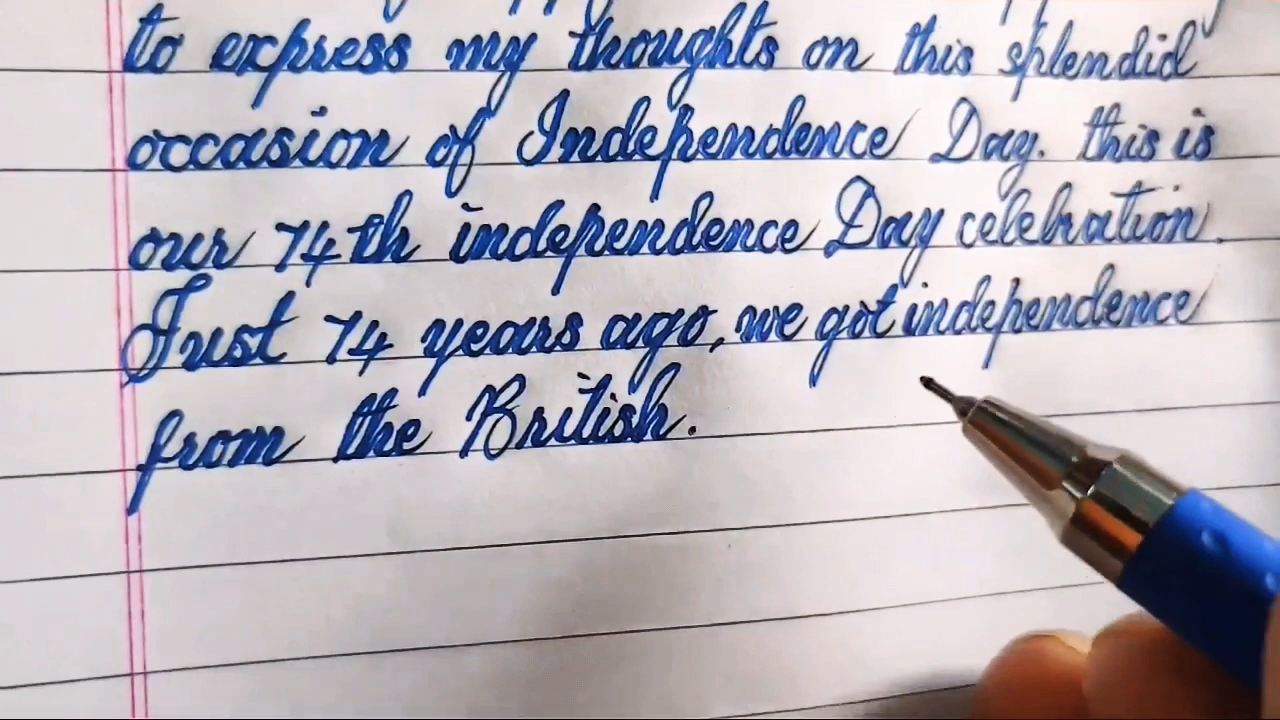 to express my thoughts on this splendid
occasion of Independence Day. this is
our 74th independence Day celebration.
Just 74 years ago, we got independence
from the British.